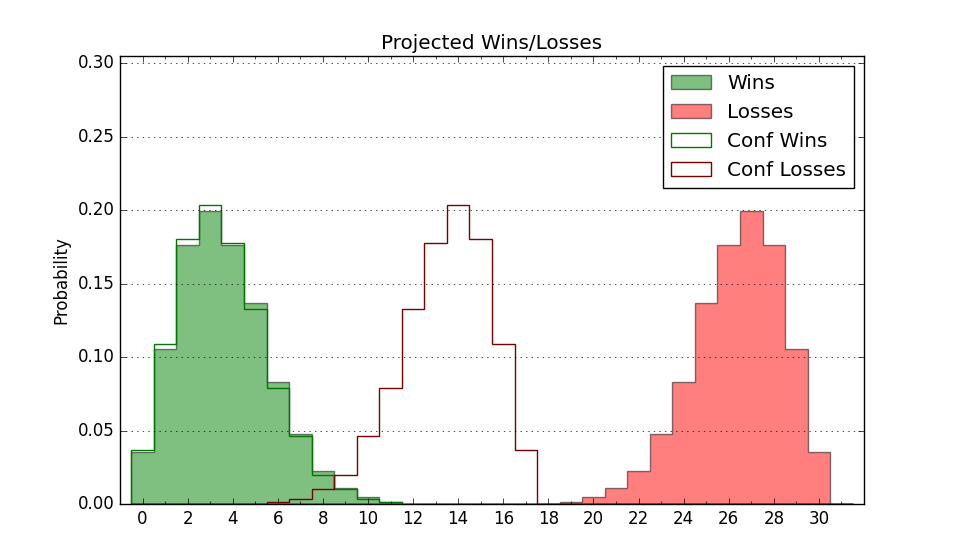 Projected Wins/Losses
Wins
Losses
Conf Wins
Conf Losses
Probability
0.30
0.25
0.20
0.15
0.10
0.05
0.00
0 2 4 6 8 10 12 14 16 18 20 22 24 26 28 30